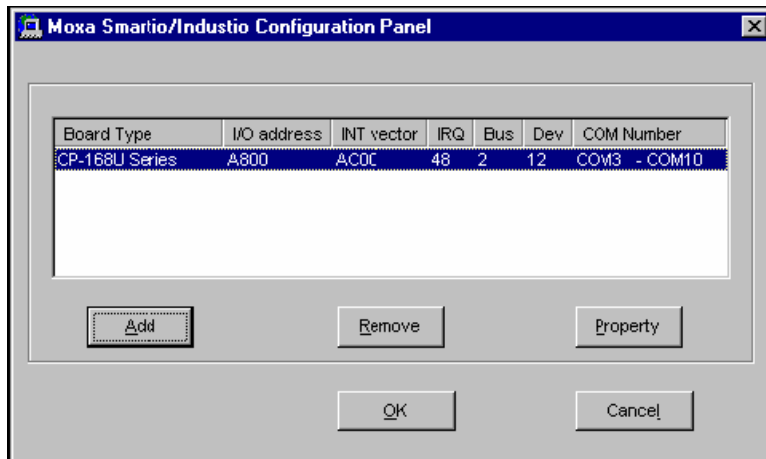 Moxa Smartio/Industio Configuration Panel
Board Type I/O address INT vector IRQ Bus Dev COM Number
CP-168U Series A800 AC00 48 2 12 COM3 - COM10
Add Remove Property
OK Cancel